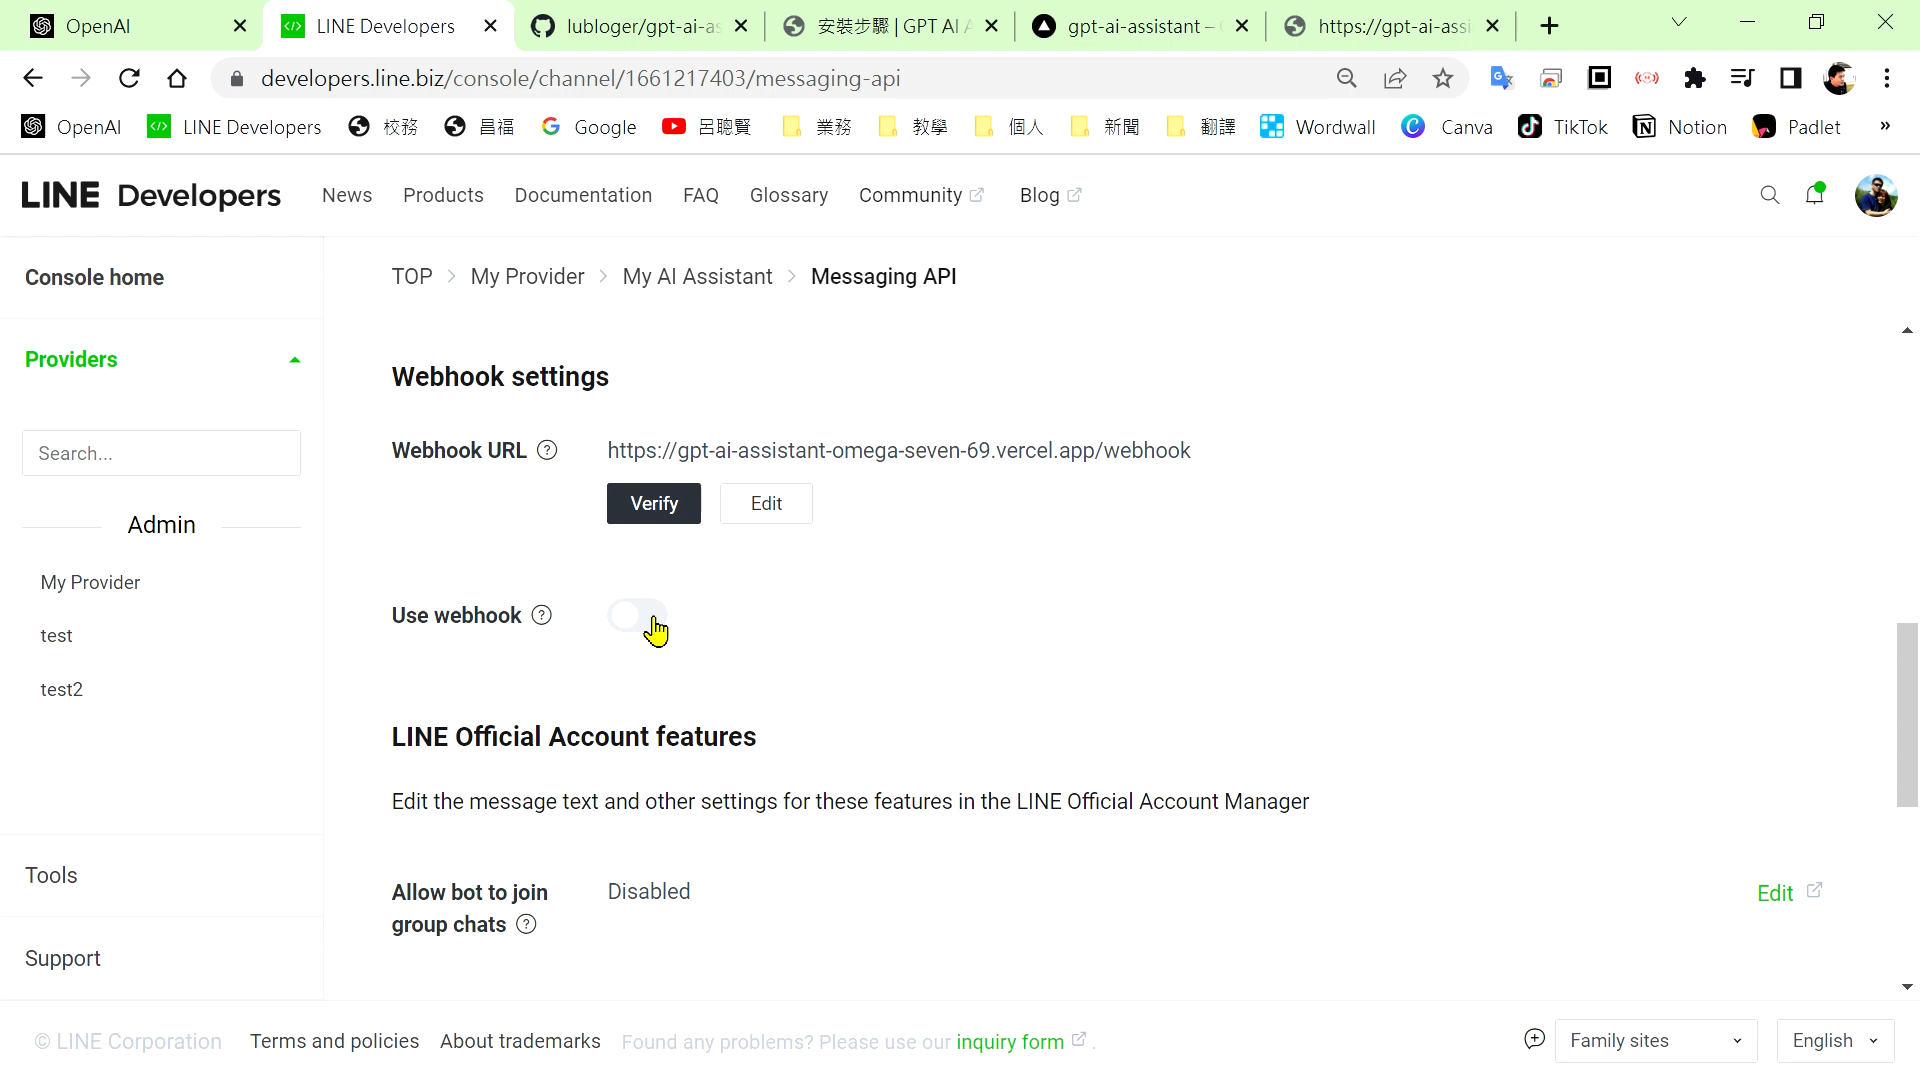 OpenAI
LINE Developers
lubloger/gpt-ai-as
安裝步驟 | GPT AI A
gpt-ai-assistant –
https://gpt-ai-assi
developers.line.biz/console/channel/1661217403/messaging-api
OpenAI
LINE Developers
校務
昌福
Google
呂聰賢
業務
教學
個人
新聞
翻譯
Wordwall
Canva
TikTok
Notion
Padlet
»
LINE Developers
News
Products
Documentation
FAQ
Glossary
Community
Blog
Console home
Providers
Search...
Admin
My Provider
test
test2
Tools
Support
TOP > My Provider > My AI Assistant > Messaging API
Webhook settings
Webhook URL ?
https://gpt-ai-assistant-omega-seven-69.vercel.app/webhook
Verify
Edit
Use webhook ?
LINE Official Account features
Edit the message text and other settings for these features in the LINE Official Account Manager
Allow bot to join
group chats ?
Disabled
Edit
© LINE Corporation
Terms and policies
About trademarks
Found any problems? Please use our inquiry form .
Family sites
English